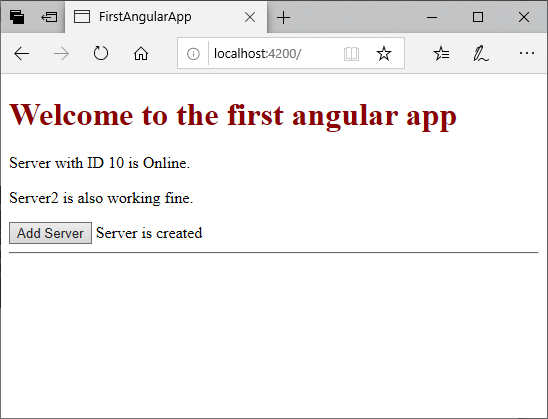 FirstAngularApp
localhost:4200/
Welcome to the first angular app
Server with ID 10 is Online.
Server2 is also working fine.
Add Server Server is created